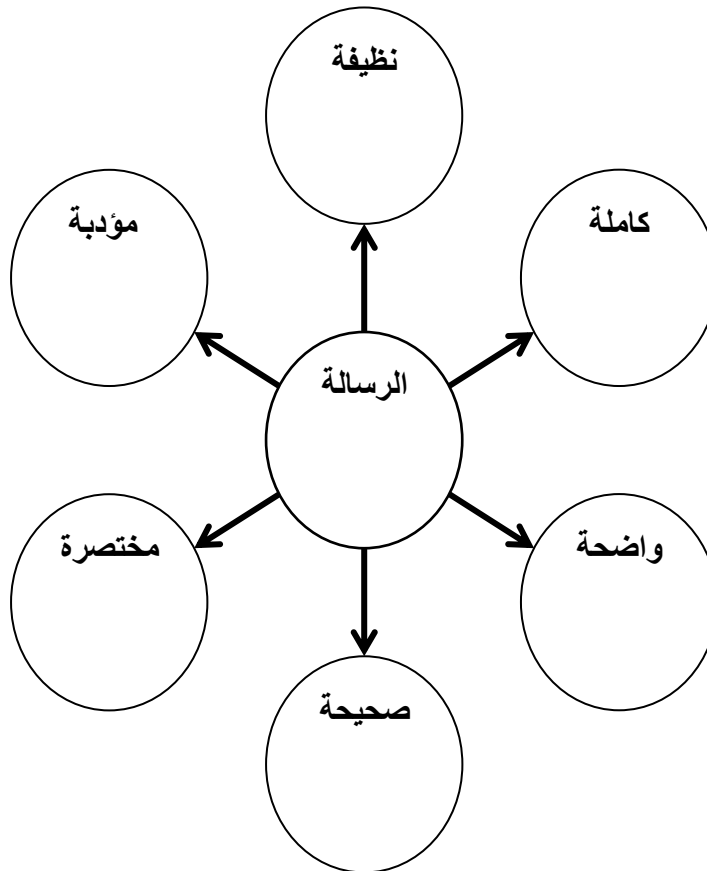 نظيفة
كاملة
مؤدبة
الرسالة
واضحة
مختصرة
صحيحة